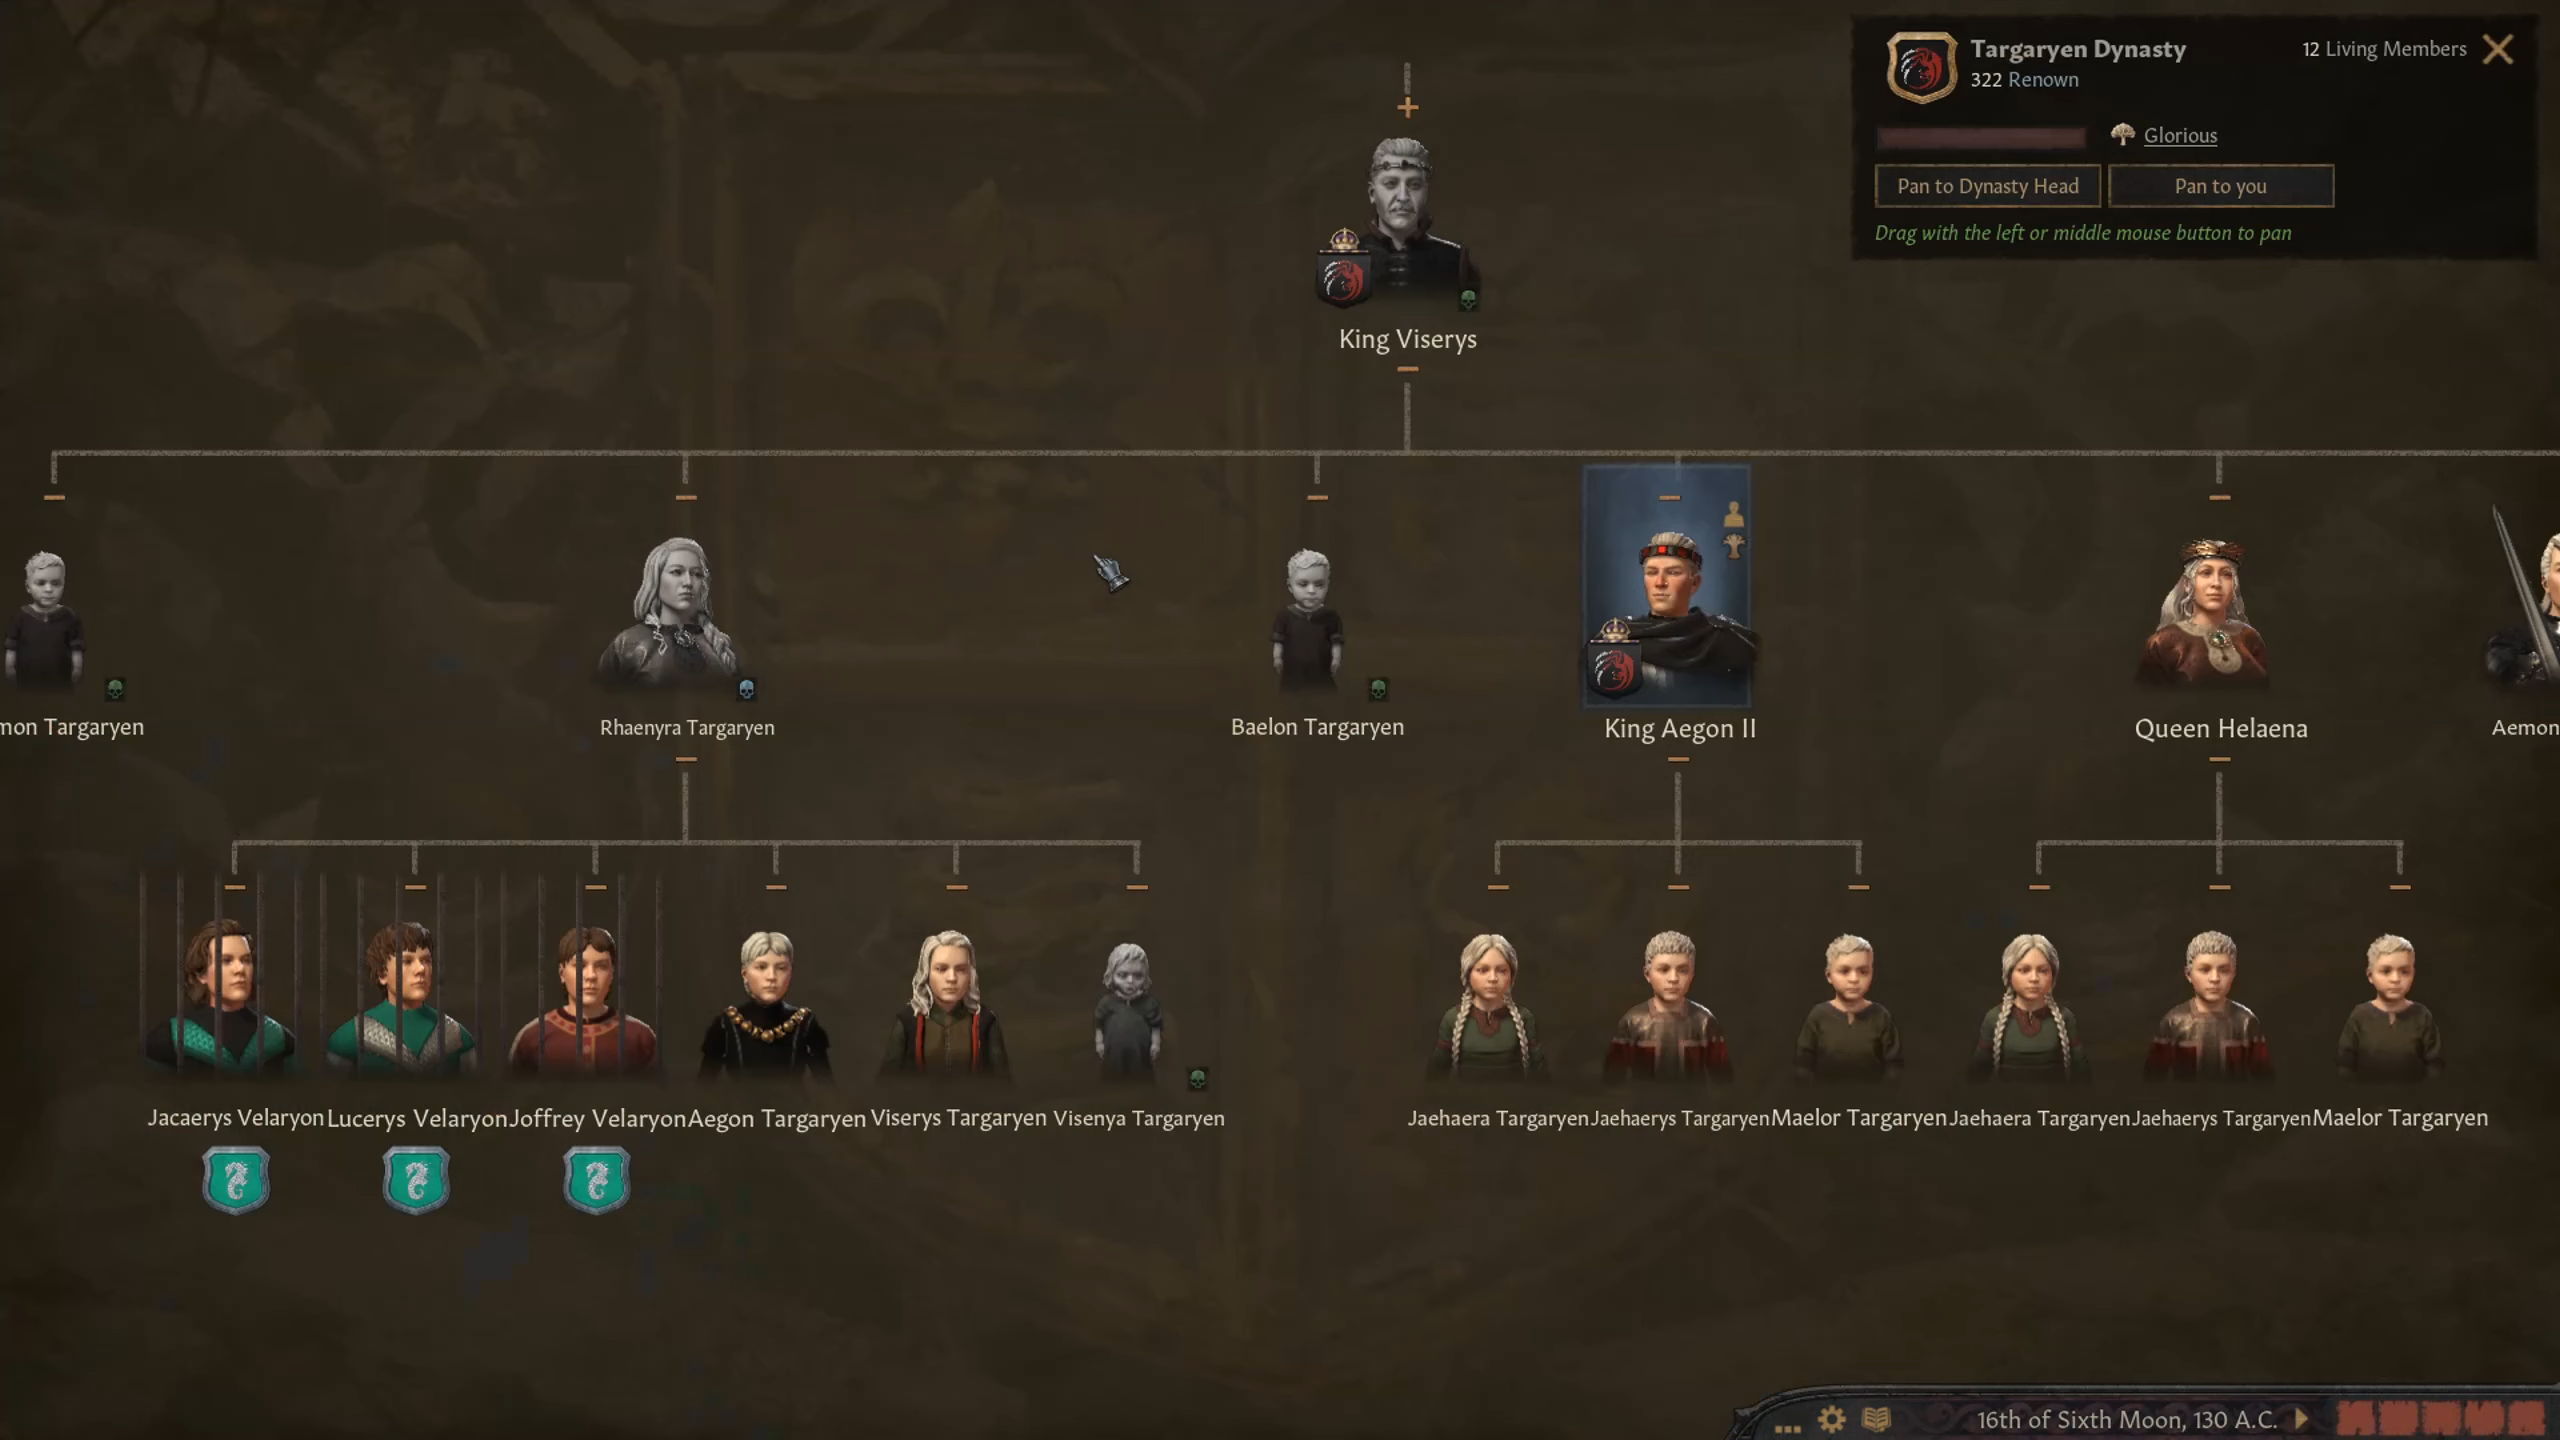 Targaryen Dynasty
12 Living Members
322 Renown
Glorious
Pan to Dynasty Head
Pan to you
Drag with the left or middle mouse button to pan
King Viserys
mon Targaryen
Rhaenyra Targaryen
Baelon Targaryen
King Aegon II
Queen Helaena
Aemon
Jacaerys Velaryon
Lucerys Velaryon
Joffrey Velaryon
Aegon Targaryen
Viserys Targaryen
Visenya Targaryen
Jaehaera Targaryen
Jaehaerys Targaryen
Maelor Targaryen
Jaehaera Targaryen
Jaehaerys Targaryen
Maelor Targaryen
...
16th of Sixth Moon, 130 A.C.